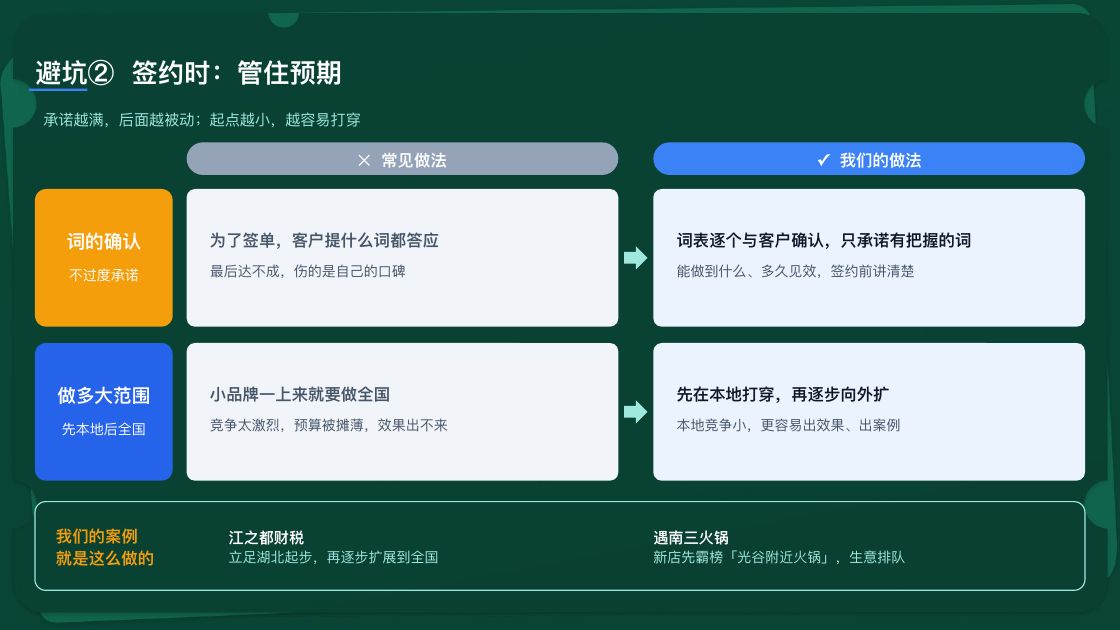 避坑② 签约时：管住预期
承诺越满，后面越被动；起点越小，越容易打穿
× 常见做法
✓ 我们的做法
词的确认
不过度承诺
为了签单，客户提什么词都答应
最后达不成，伤的是自己的口碑
词表逐个与客户确认，只承诺有把握的词
能做到什么、多久见效，签约前讲清楚
做多大范围
先本地后全国
小品牌一上来就要做全国
竞争太激烈，预算被摊薄，效果出不来
先在本地打穿，再逐步向外扩
本地竞争小，更容易出效果、出案例
我们的案例
就是这么做的
江之都财税
立足湖北起步，再逐步扩展到全国
遇南三火锅
新店先霸榜「光谷附近火锅」，生意排队